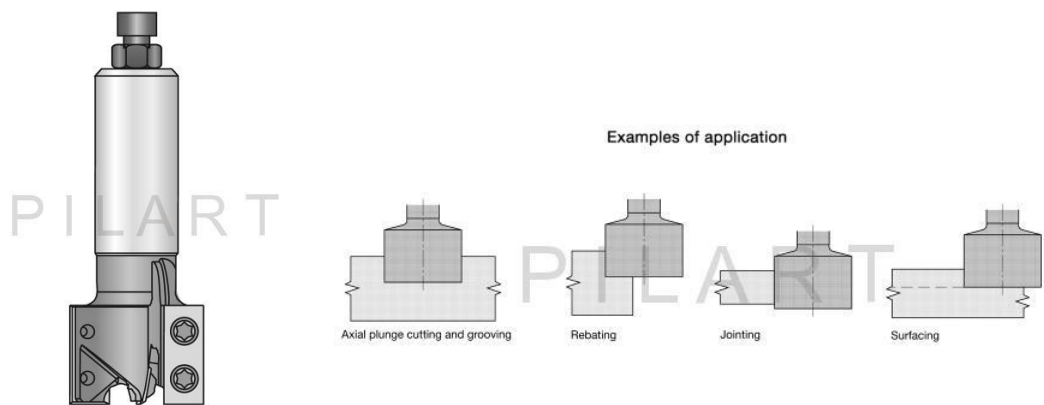 PILART
Examples of application
PILART
Axial plunge cutting and grooving
Rebating
Jointing
Surfacing